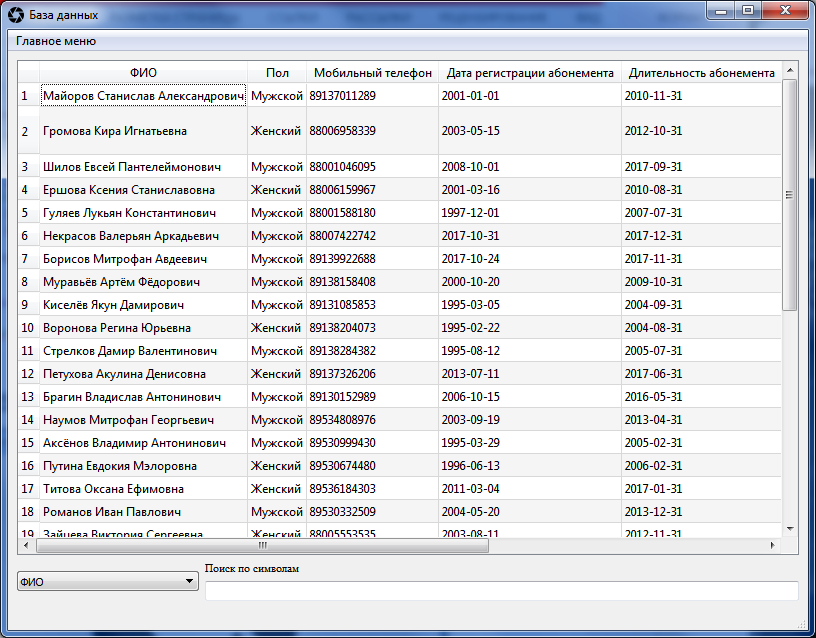 База данных
Главное меню
ФИО Пол Мобильный телефон Дата регистрации абонемента Длительность абонемента
1 Майоров Станислав Александрович Мужской 89137011289 2001-01-01 2010-11-31
2 Громова Кира Игнатьевна Женский 88006958339 2003-05-15 2012-10-31
3 Шилов Евсей Пантелеймонович Мужской 88001046095 2008-10-01 2017-09-31
4 Ершова Ксения Станиславовна Женский 88006159967 2001-03-16 2010-08-31
5 Гуляев Лукьян Константинович Мужской 88001588180 1997-12-01 2007-07-31
6 Некрасов Валерьян Аркадьевич Мужской 88007422742 2017-10-31 2017-12-31
7 Борисов Митрофан Авдеевич Мужской 89139922688 2017-10-24 2017-11-31
8 Муравьёв Артём Фёдорович Мужской 89138158408 2000-10-20 2009-10-31
9 Киселёв Якун Дамирович Мужской 89131085853 1995-03-05 2004-09-31
10 Воронова Регина Юрьевна Женский 89138204073 1995-02-22 2004-08-31
11 Стрелков Дамир Валентинович Мужской 89138284382 1995-08-12 2005-07-31
12 Петухова Акулина Денисовна Женский 89137326206 2013-07-11 2017-06-31
13 Брагин Владислав Антонинович Мужской 89130152989 2006-10-15 2016-05-31
14 Наумов Митрофан Георгьевич Мужской 89534808976 2003-09-19 2013-04-31
15 Аксёнов Владимир Антонинович Мужской 89530999430 1995-03-29 2005-02-31
16 Путина Евдокия Мэлоровна Женский 89530674480 1996-06-13 2006-02-31
17 Титова Оксана Ефимовна Женский 89536184303 2011-03-04 2017-01-31
18 Романов Иван Павлович Мужской 89530332509 2004-05-20 2013-12-31
19 Зайцева Виктория Сергеевна Женский 88005553535 2003-08-11 2012-11-31
Поиск по символам
ФИО